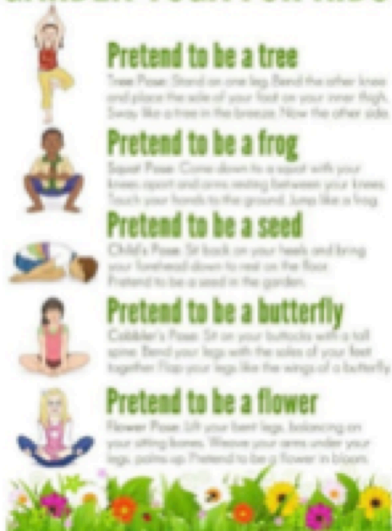 Pretend to be a tree
Tree Pose: Stand on one leg. Bend the other knee
and place the sole of your foot on your inner thigh.
Sway like a tree in the breeze. Now the other side.
Pretend to be a frog
Squat Pose: Come down to a squat with your
knees apart and arms resting between your knees.
Touch your hands to the ground. Jump like a frog.
Pretend to be a seed
Child's Pose: Sit back on your heels and bring
your forehead down to rest on the floor.
Pretend to be a seed in the garden.
Pretend to be a butterfly
Cobbler's Pose: Sit on your buttocks with a tall
spine. Bend your legs with the soles of your feet
together. Flap your legs like the wings of a butterfly.
Pretend to be a flower
Flower Pose: Lift your bent legs, balancing on
your sitting bones. Weave your arms under your
legs, palms up. Pretend to be a flower in bloom.